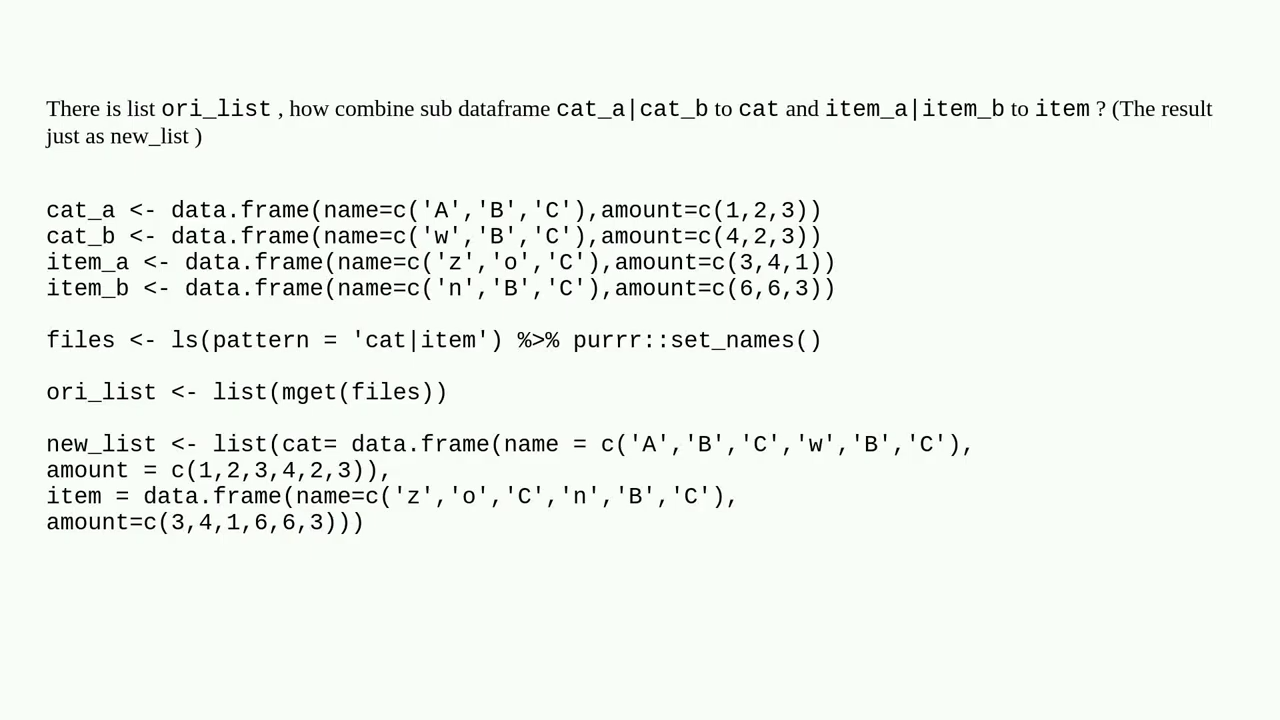 There is list ori_list , how combine sub dataframe cat_a|cat_b to cat and item_a|item_b to item ? (The result
just as new_list )
cat_a <- data.frame(name=c('A','B','C'),amount=c(1,2,3))
cat_b <- data.frame(name=c('w','B','C'),amount=c(4,2,3))
item_a <- data.frame(name=c('z','o','C'),amount=c(3,4,1))
item_b <- data.frame(name=c('n','B','C'),amount=c(6,6,3))
files <- ls(pattern = 'cat|item') %>% purrr::set_names()
ori_list <- list(mget(files))
new_list <- list(cat= data.frame(name = c('A','B','C','w','B','C'),
amount = c(1,2,3,4,2,3)),
item = data.frame(name=c('z','o','C','n','B','C'),
amount=c(3,4,1,6,6,3)))